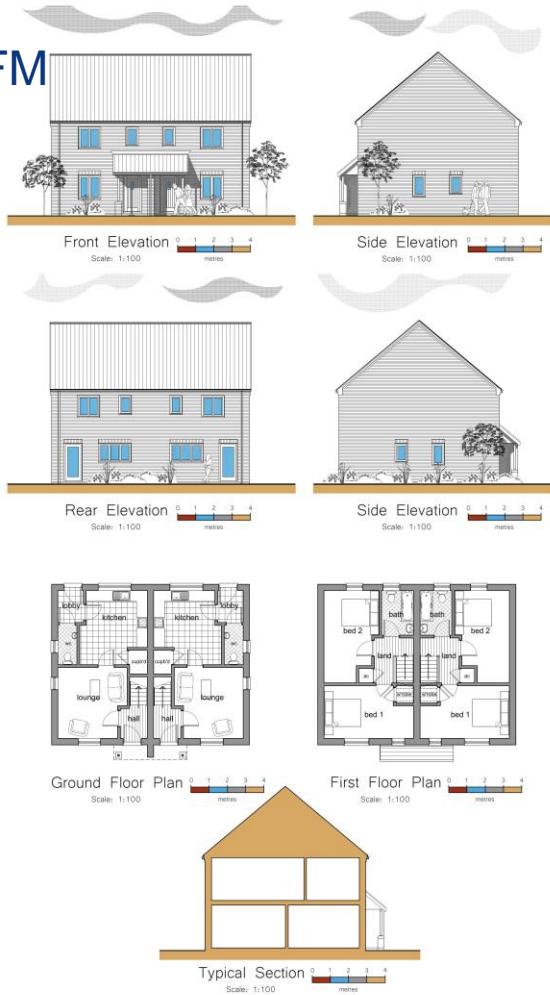 FM
Front Elevation
0 1 2 3 4
Scale: 1:100
metres
Side Elevation
0 1 2 3 4
Scale: 1:100
metres
Rear Elevation
0 1 2 3 4
Scale: 1:100
metres
Side Elevation
0 1 2 3 4
Scale: 1:100
metres
lobby
kitchen
kitchen
lobby
wc
wc
cupb'd
cupb'd
lounge
hall
hall
lounge
Ground Floor Plan
0 1 2 3 4
Scale: 1:100
metres
bed 2
bath
bath
bed 2
land
land
bed 1
bed 1
First Floor Plan
0 1 2 3 4
Scale: 1:100
metres
Typical Section
0 1 2 3 4
Scale: 1:100
metres